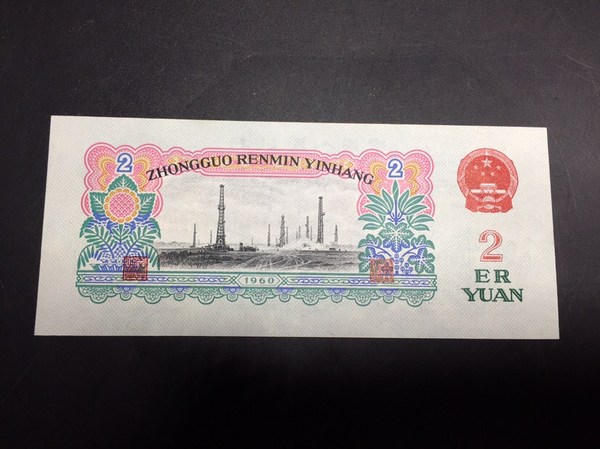 2
ZHONGGUO RENMIN YINHANG
2
1960
2
ER
YUAN